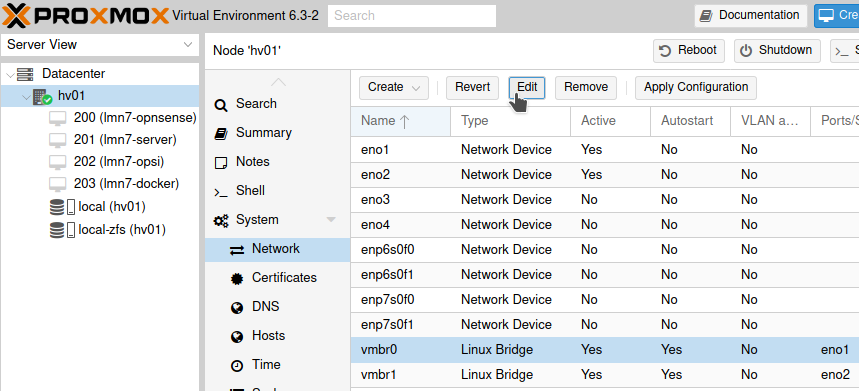 PROXMOX Virtual Environment 6.3-2 Search Documentation Cre
Server View Node 'hv01' Reboot Shutdown
Datacenter
hv01
200 (lmn7-opnsense)
201 (lmn7-server)
202 (lmn7-opsi)
203 (lmn7-docker)
local (hv01)
local-zfs (hv01)
Search
Summary
Notes
Shell
System
Network
Certificates
DNS
Hosts
Time
Create Revert Edit Remove Apply Configuration
Name Type Active Autostart VLAN a... Ports/S
eno1 Network Device Yes No No
eno2 Network Device Yes No No
eno3 Network Device No No No
eno4 Network Device No No No
enp6s0f0 Network Device No No No
enp6s0f1 Network Device No No No
enp7s0f0 Network Device No No No
enp7s0f1 Network Device No No No
vmbr0 Linux Bridge Yes Yes No eno1
vmbr1 Linux Bridge Yes Yes No eno2